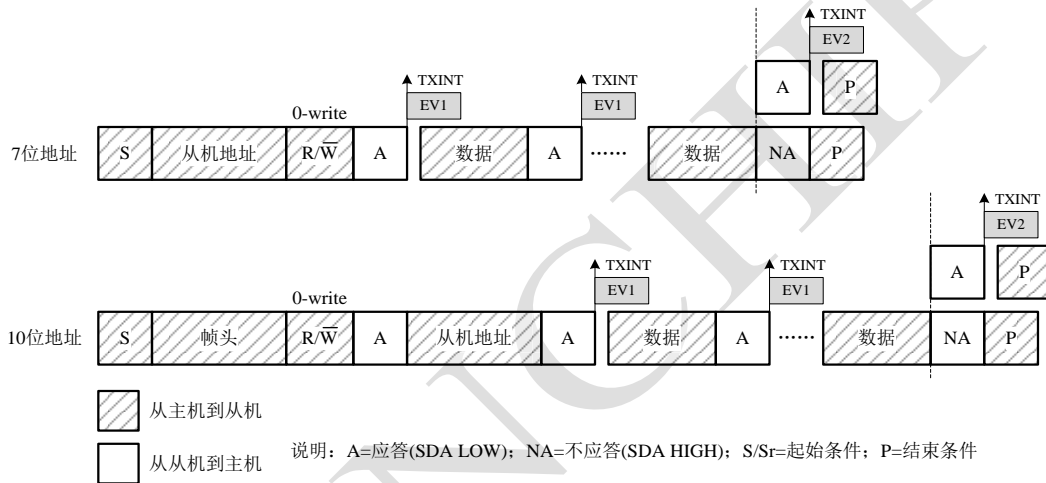 TXINT
EV2
A
P
TXINT
EV1
TXINT
EV1
0-write
7位地址
S
从机地址
R/W̅
A
数据
A
······
数据
NA
P
TXINT
EV2
A
P
TXINT
EV1
TXINT
EV1
0-write
10位地址
S
帧头
R/W̅
A
从机地址
A
数据
A
······
数据
NA
P
从主机到从机
从从机到主机
说明：A=应答(SDA LOW)；NA=不应答(SDA HIGH)；S/Sr=起始条件；P=结束条件